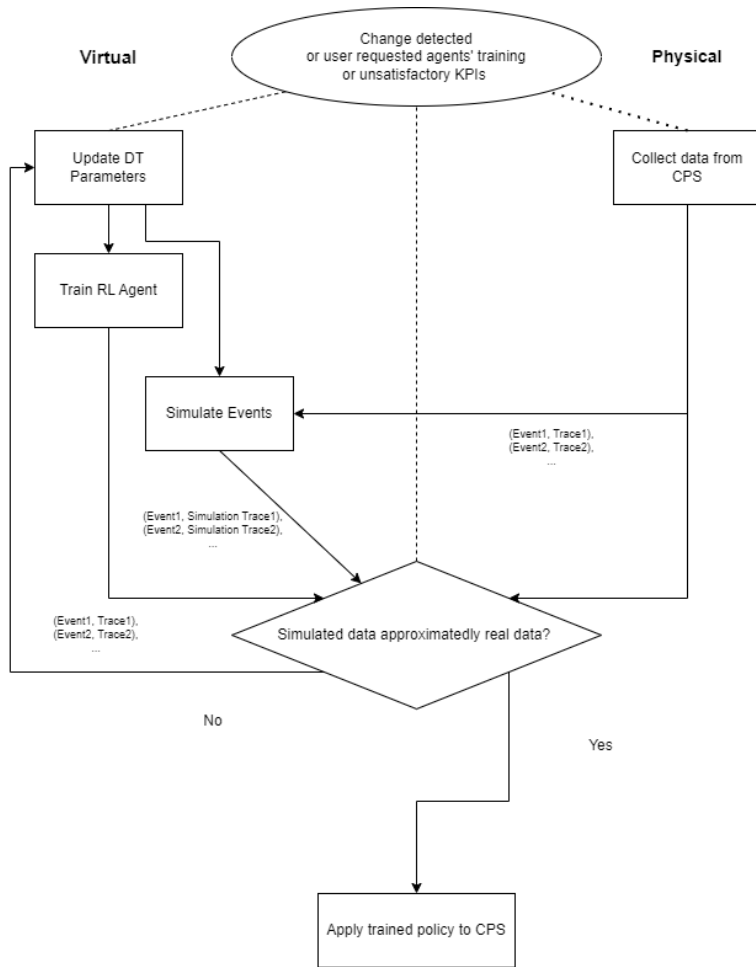 Virtual
Change detected
or user requested agents' training
or unsatisfactory KPIs
Physical
Update DT
Parameters
Collect data from
CPS
Train RL Agent
Simulate Events
(Event1, Trace1),
(Event2, Trace2),
...
(Event1, Simulation Trace1),
(Event2, Simulation Trace2),
...
(Event1, Trace1),
(Event2, Trace2),
...
Simulated data approximatedly real data?
No
Yes
Apply trained policy to CPS